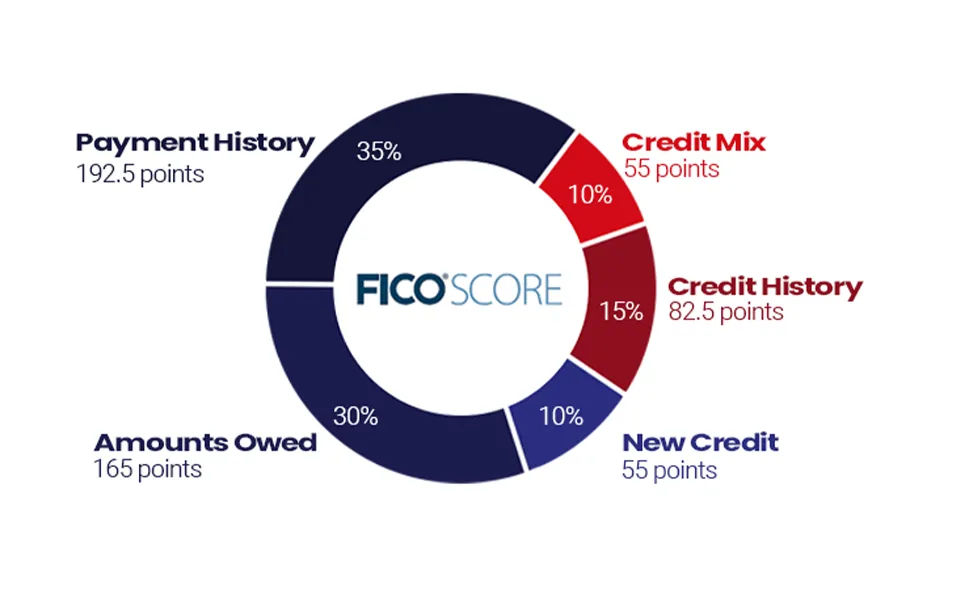 Payment History
192.5 points
35%
Credit Mix
55 points
10%
FICO® SCORE
Credit History
82.5 points
15%
Amounts Owed
165 points
30%
10%
New Credit
55 points